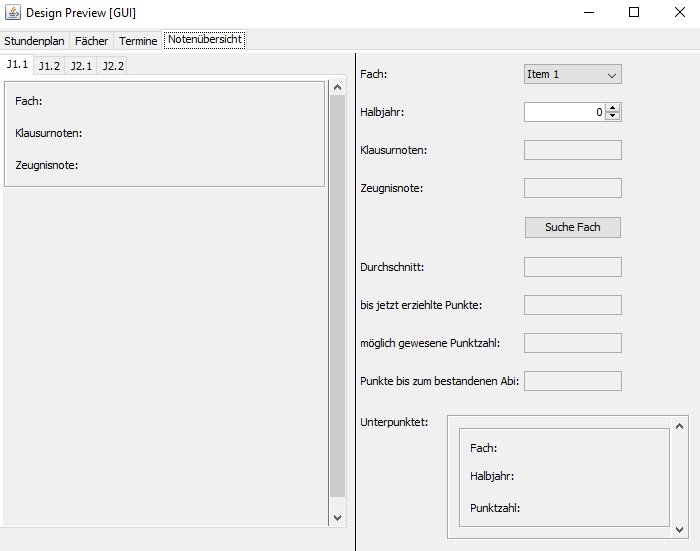 Design Preview [GUI]
Stundenplan Fächer Termine Notenübersicht
J1.1 J1.2 J2.1 J2.2
Fach:
Klausurnoten:
Zeugnisnote:
Fach: Item 1
Halbjahr: 0
Klausurnoten:
Zeugnisnote:
Suche Fach
Durchschnitt:
bis jetzt erziehlte Punkte:
möglich gewesene Punktzahl:
Punkte bis zum bestandenen Abi:
Unterpunktet:
Fach:
Halbjahr:
Punktzahl: